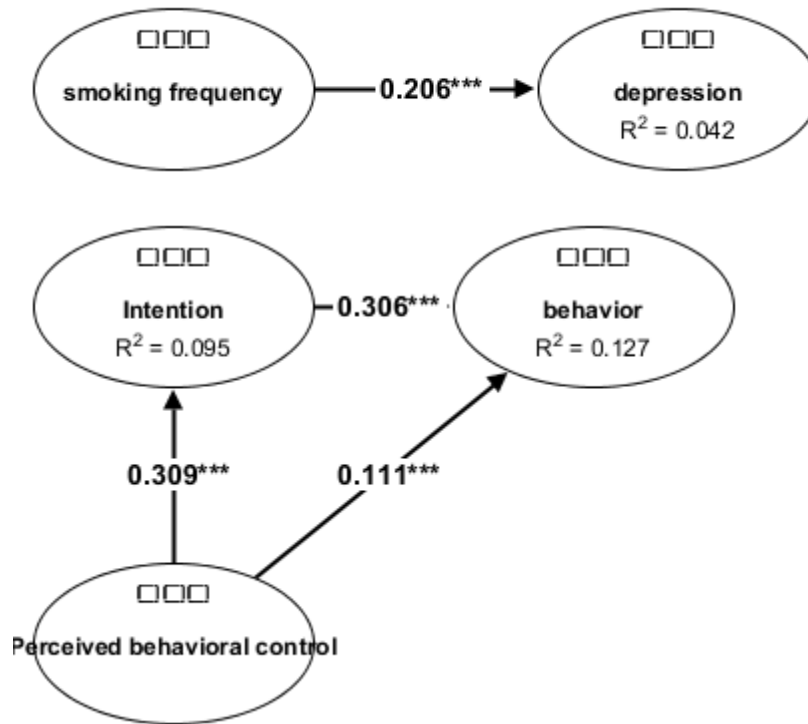 smoking frequency
0.206***
depression
R² = 0.042
Intention
R² = 0.095
0.306***
behavior
R² = 0.127
0.309***
0.111***
Perceived behavioral control